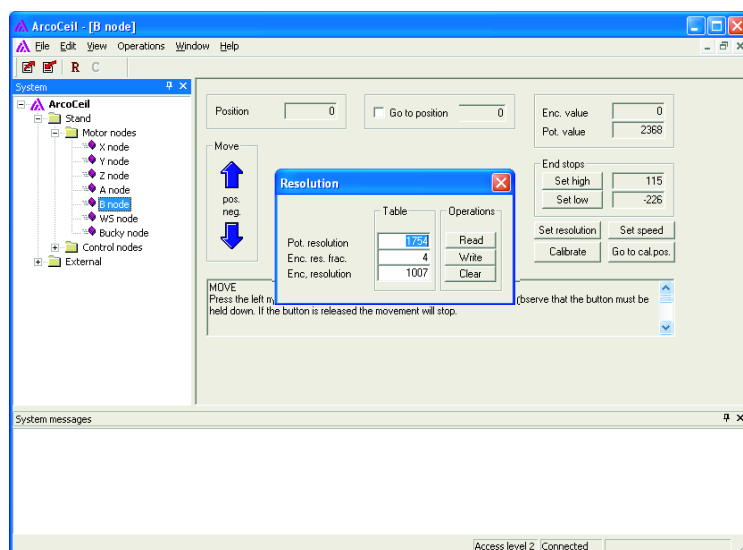 ArcoCeil - [B node]
File Edit View Operations Window Help
R C
System
ArcoCeil
Stand
Motor nodes
X node
Y node
Z node
A node
B node
WS node
Bucky node
Control nodes
External
Position 0
Go to position 0
Enc. value 0
Pot. value 2368
Move
pos.
neg.
End stops
Set high 115
Set low -226
Set resolution Set speed
Calibrate Go to cal.pos.
Resolution
Table Operations
Pot. resolution 1754 Read
Enc. res. frac. 4 Write
Enc, resolution 1007 Clear
MOVE
Press the left bserve that the button must be
held down. If the button is released the movement will stop.
System messages
Access level 2 Connected